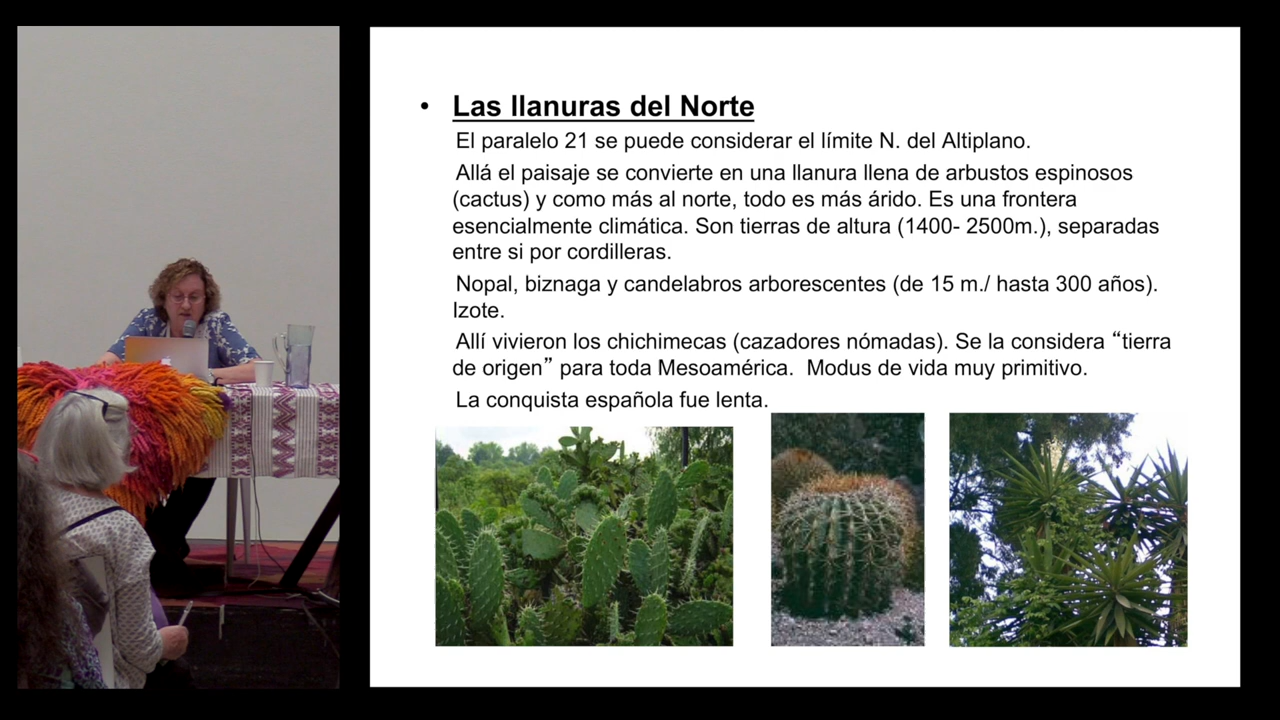 • Las llanuras del Norte
El paralelo 21 se puede considerar el límite N. del Altiplano.
Allá el paisaje se convierte en una llanura llena de arbustos espinosos
(cactus) y como más al norte, todo es más árido. Es una frontera
esencialmente climática. Son tierras de altura (1400- 2500m.), separadas
entre si por cordilleras.
Nopal, biznaga y candelabros arborescentes (de 15 m./ hasta 300 años).
Izote.
Allí vivieron los chichimecas (cazadores nómadas). Se la considera “tierra
de origen” para toda Mesoamérica.  Modus de vida muy primitivo.
La conquista española fue lenta.